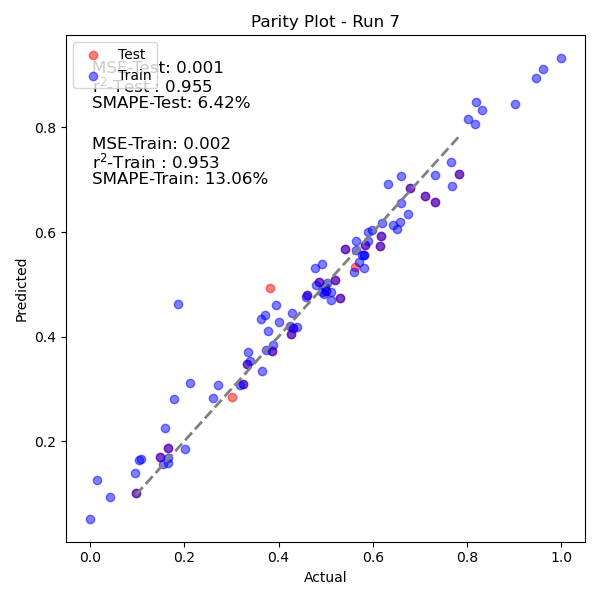 Parity Plot - Run 7
Test
Train
MSE-Test: 0.001
r²-Test : 0.955
SMAPE-Test: 6.42%
MSE-Train: 0.002
r²-Train : 0.953
SMAPE-Train: 13.06%
Predicted
0.8
0.6
0.4
0.2
0.0 0.2 0.4 0.6 0.8 1.0
Actual